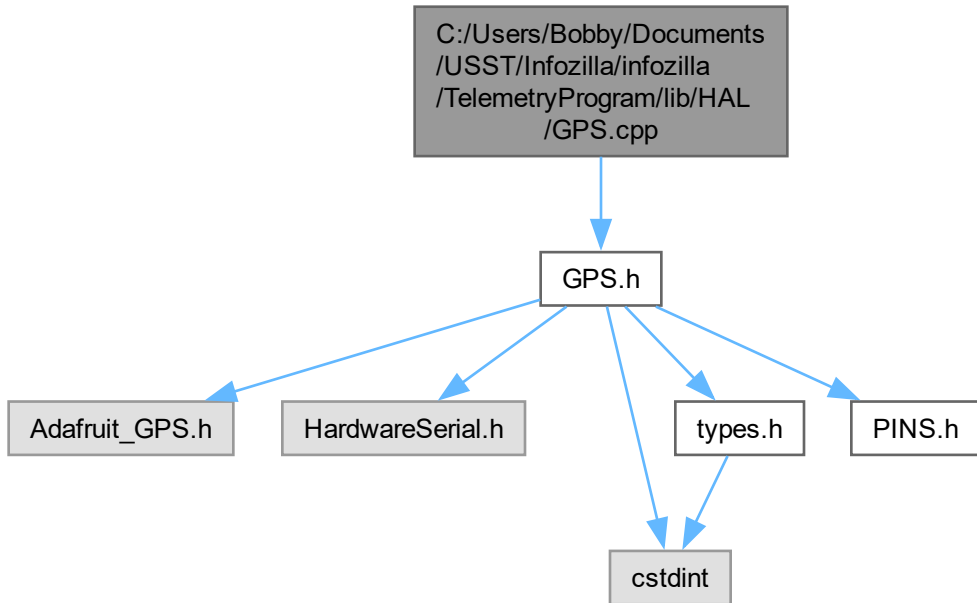 C:/Users/Bobby/Documents
/USST/Infozilla/infozilla
/TelemetryProgram/lib/HAL
/GPS.cpp
GPS.h
Adafruit_GPS.h
HardwareSerial.h
types.h
PINS.h
cstdint